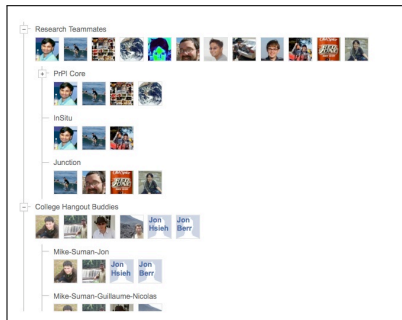 Research Teammates
PrPl Core
InSitu
Junction
College Hangout Buddies
Jon Hsieh
Jon Berr
Mike-Suman-Jon
Jon Hsieh
Jon Berr
Mike-Suman-Guillaume-Nicolas